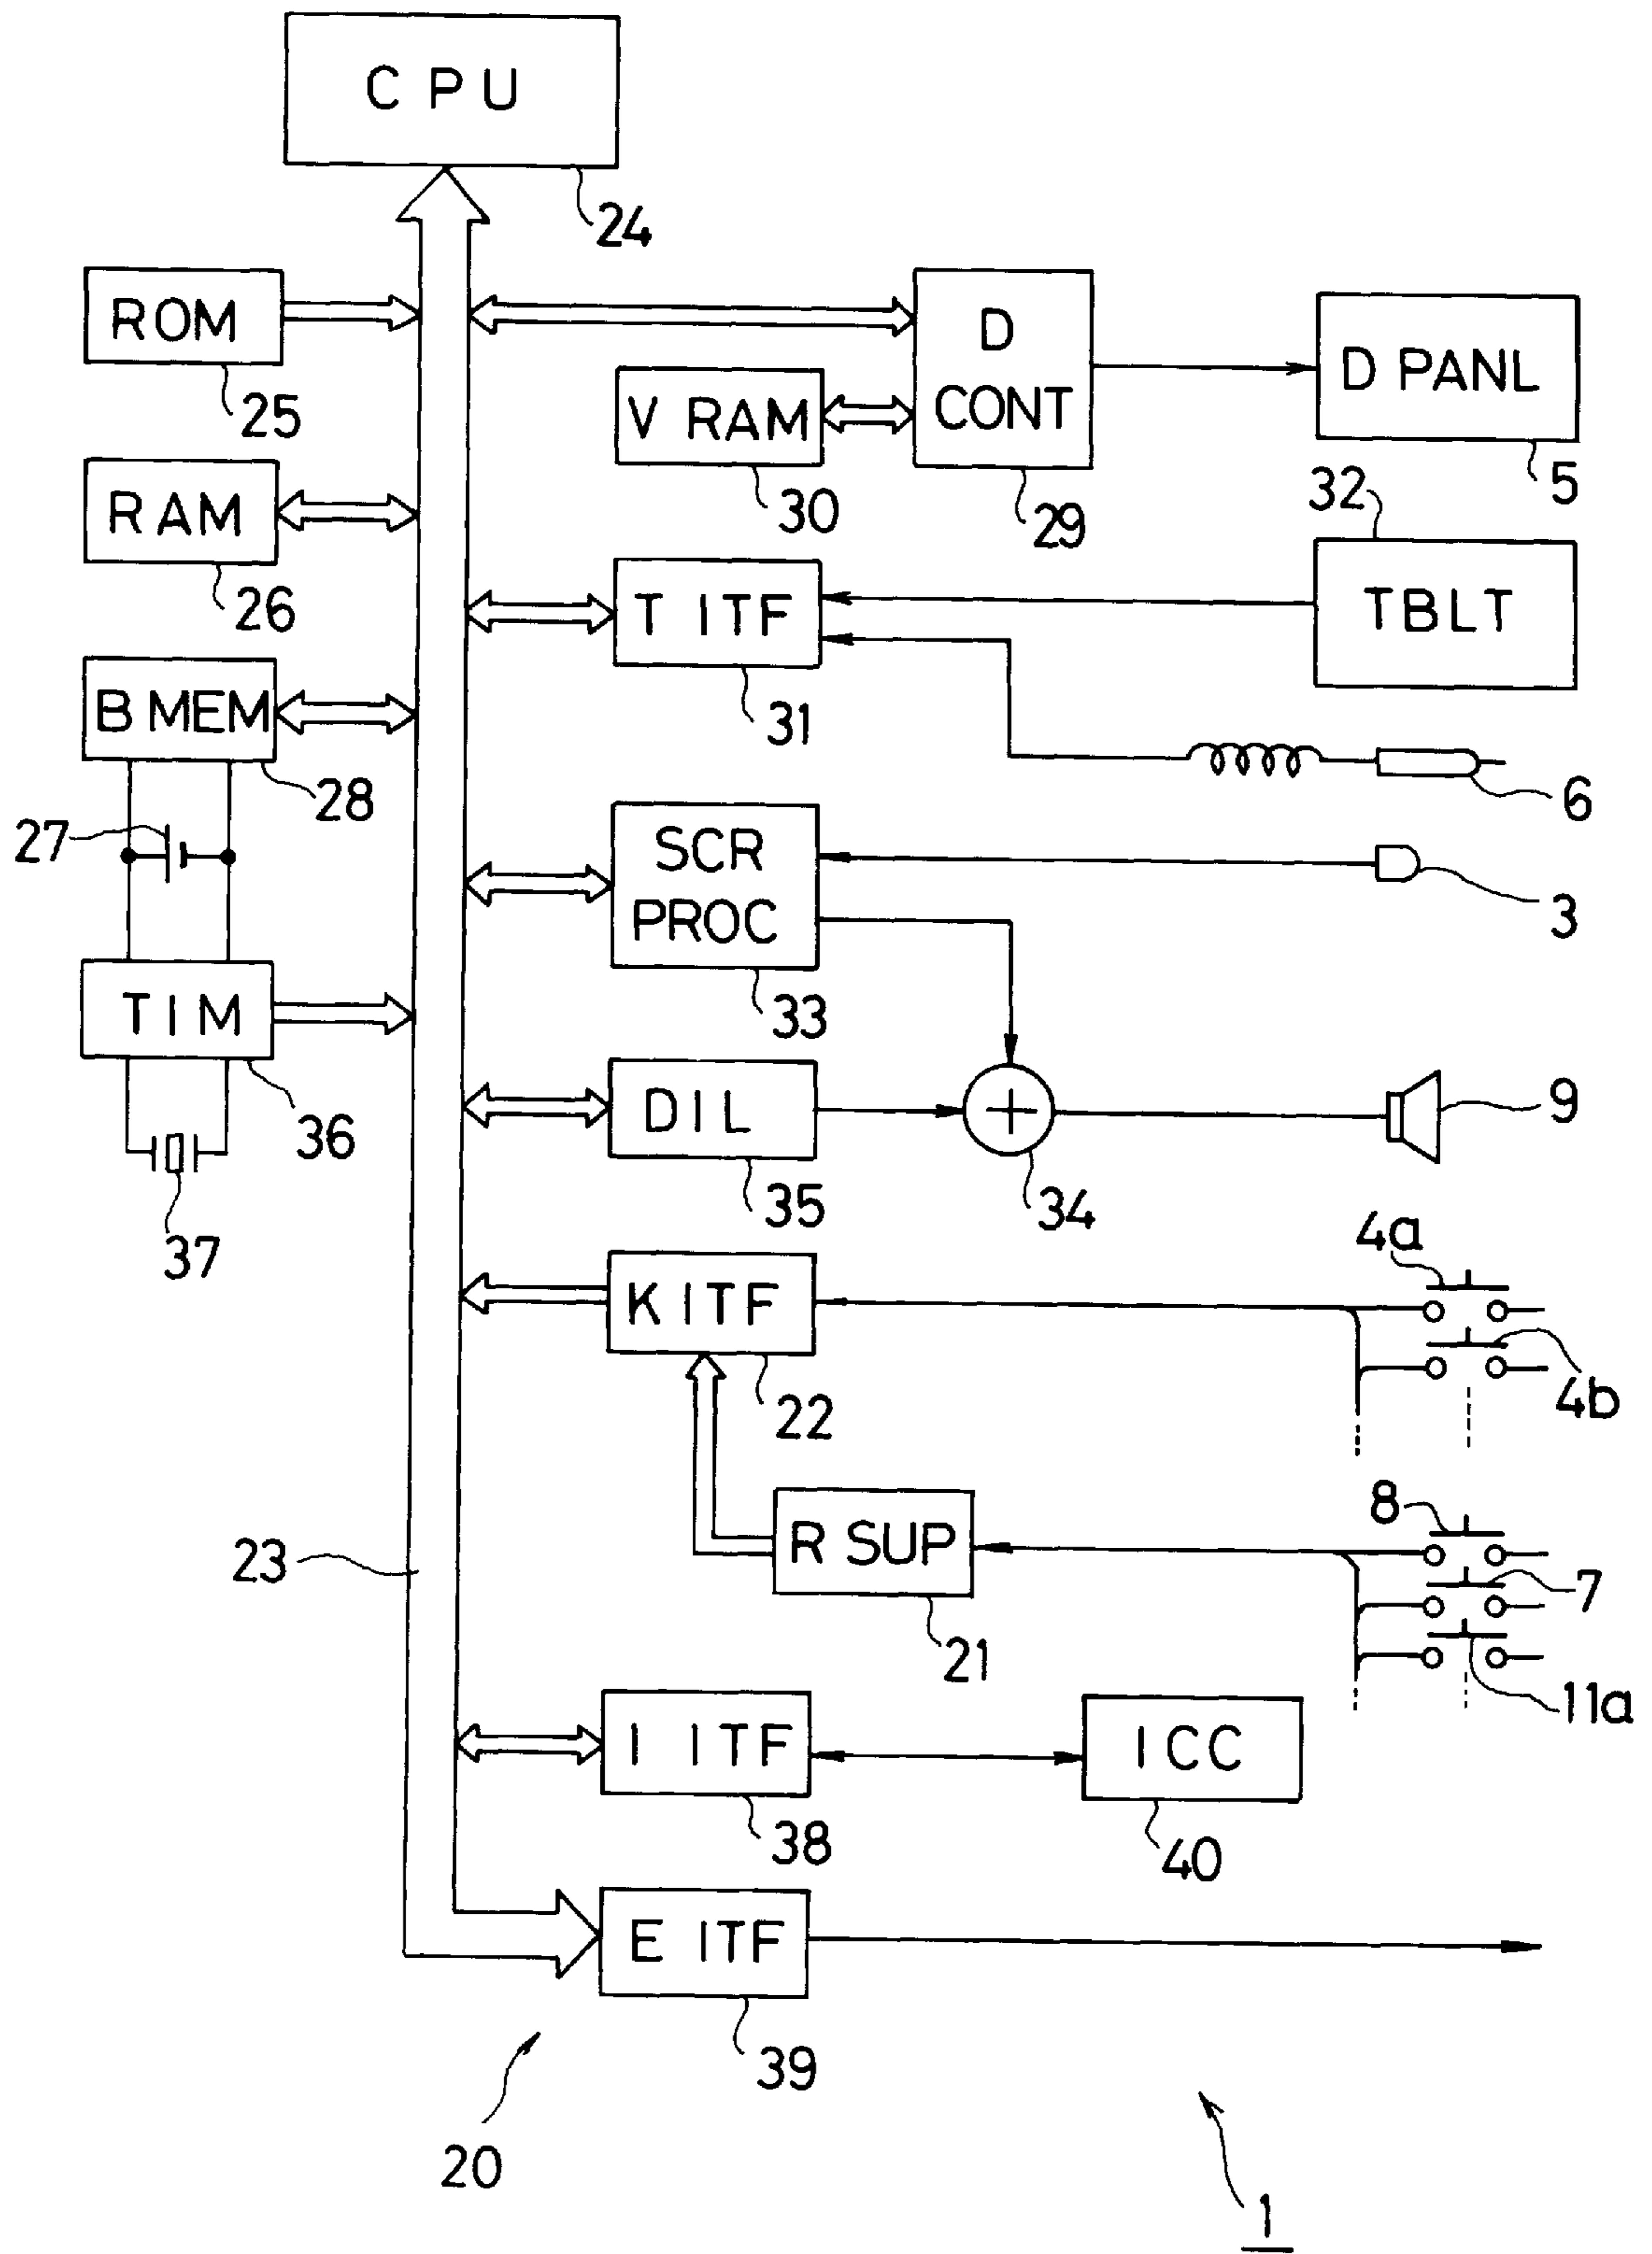 CPU
24
ROM
25
D
CONT
29
D PANL
5
V RAM
30
RAM
26
32
TBLT
T ITF
31
B MEM
28
27
6
SCR
PROC
33
3
TIM
36
37
DIL
35
34
9
4a
4b
K ITF
22
8
7
11a
R SUP
21
23
I ITF
38
ICC
40
E ITF
39
20
1